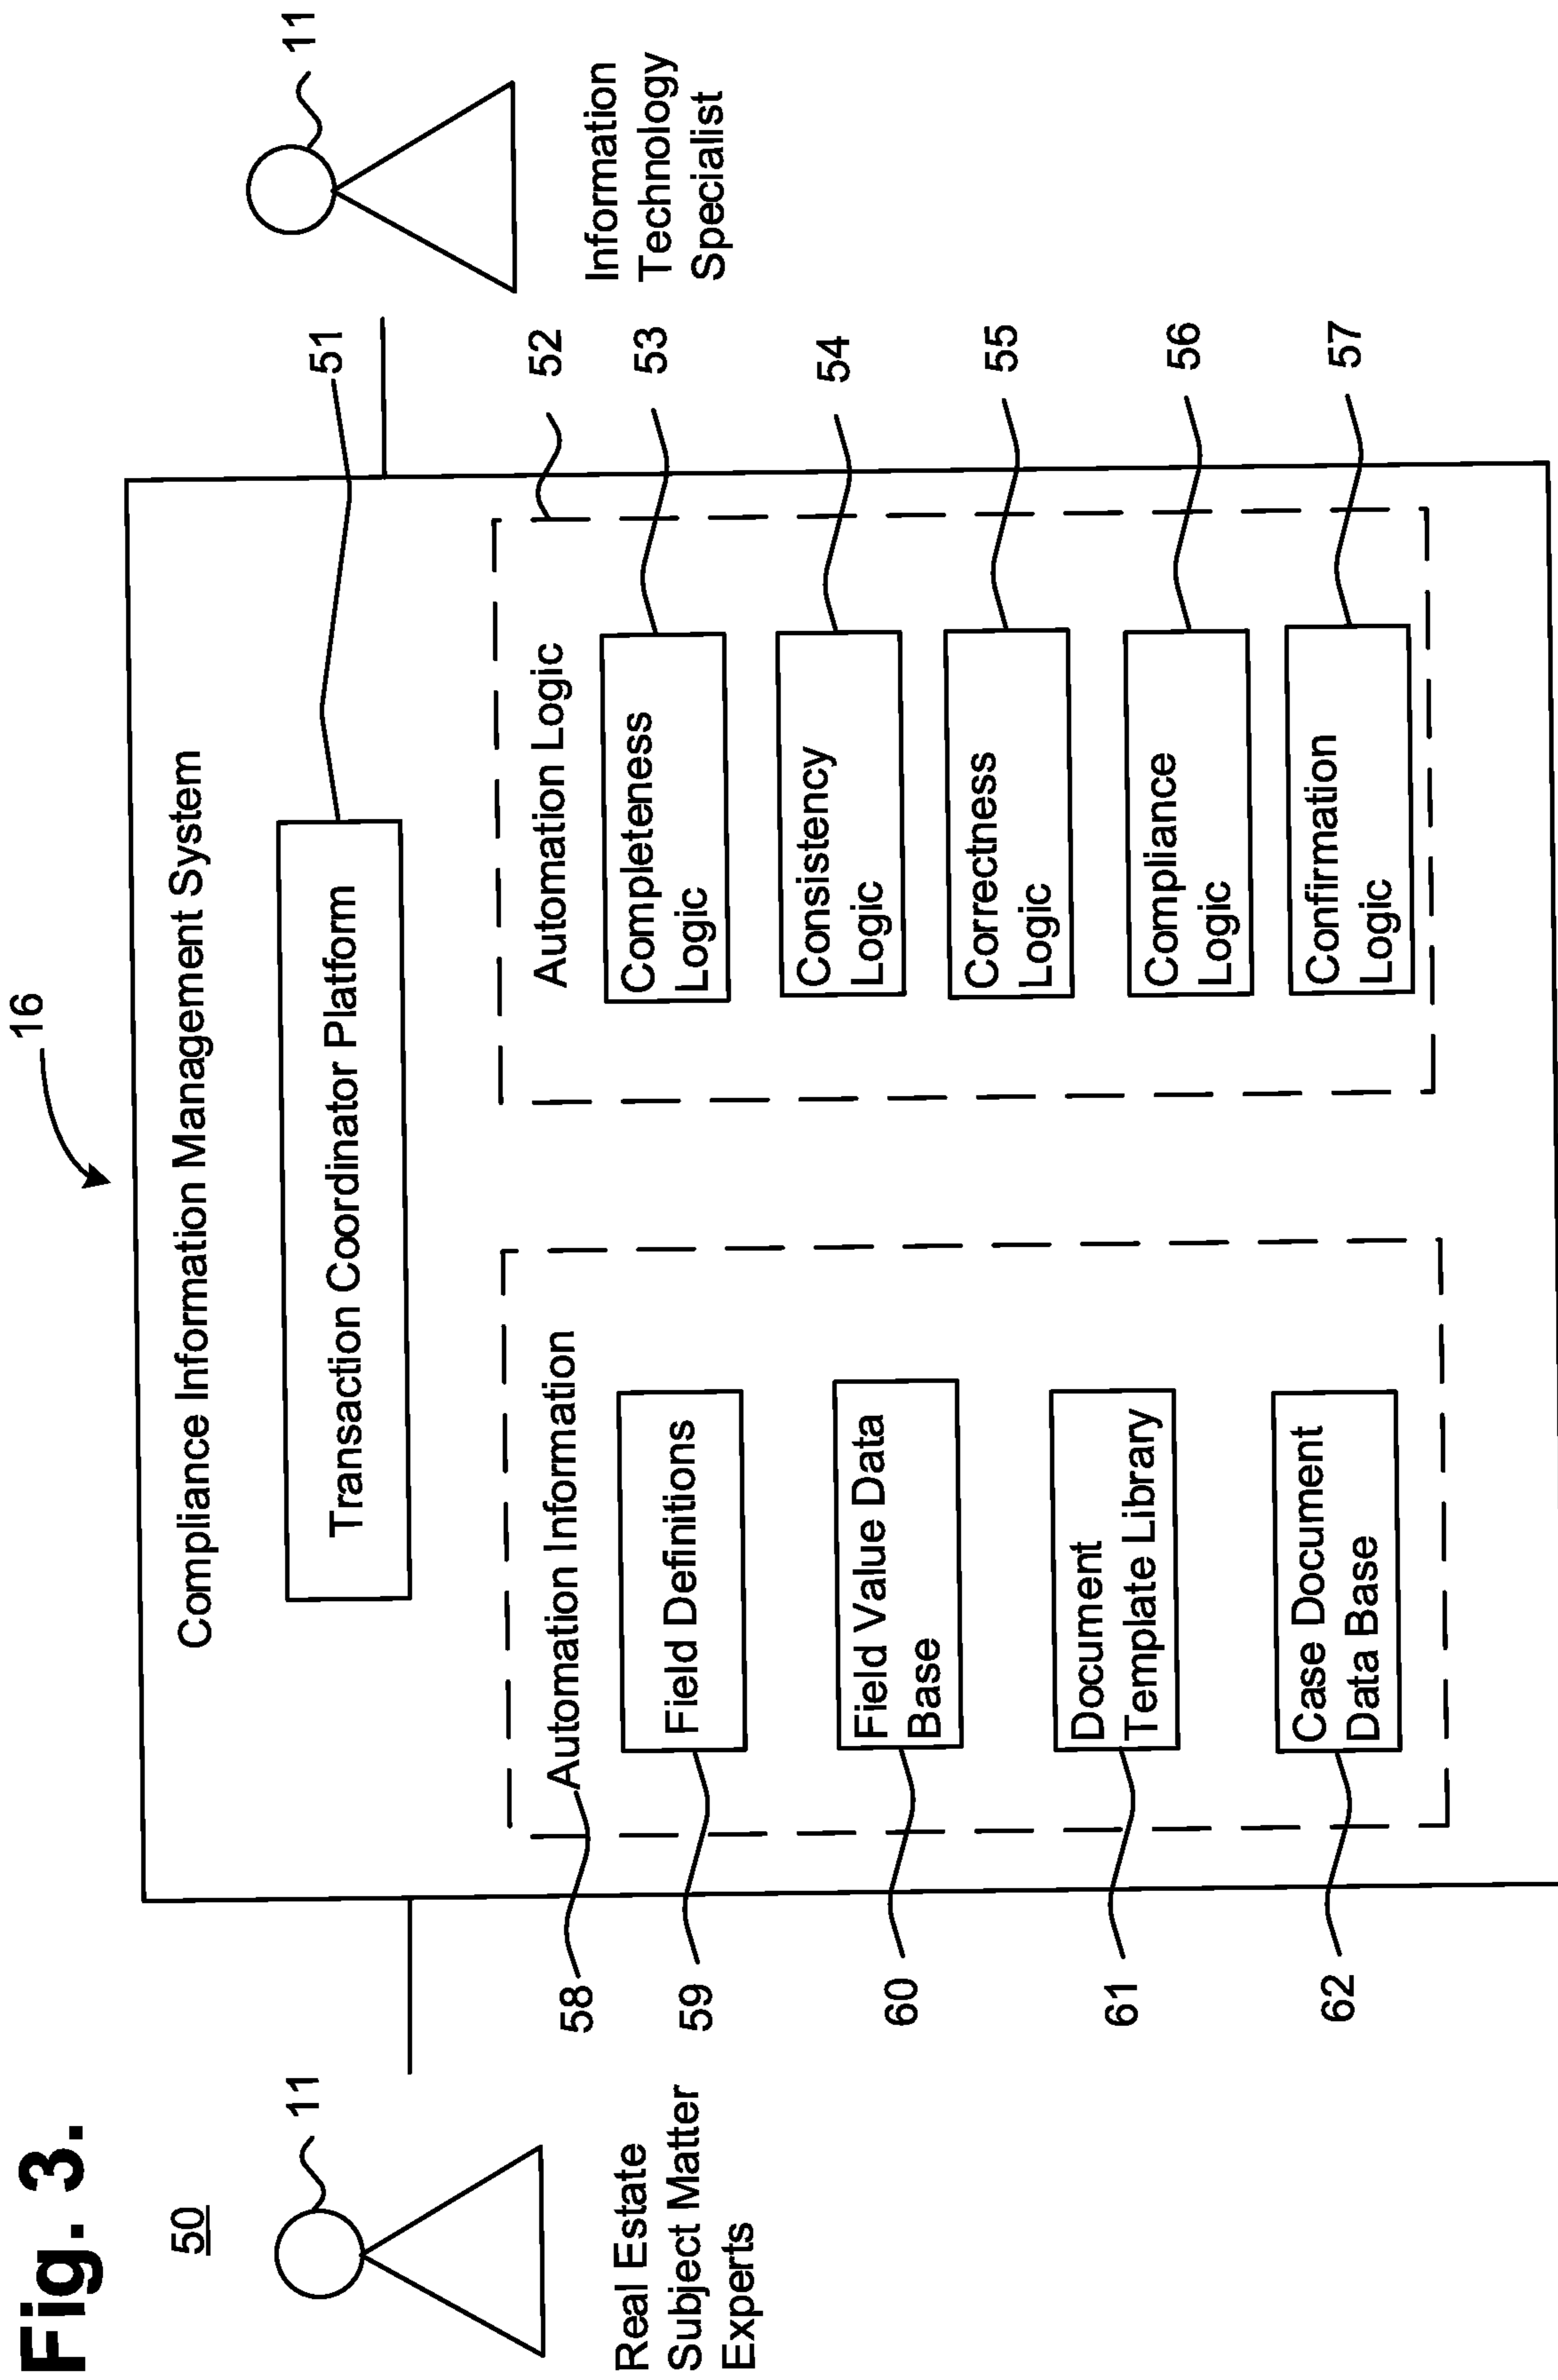 Fig. 3.
50
16
11
Real Estate
Subject Matter
Experts
11
Information
Technology
Specialist
Compliance Information Management System
Transaction Coordinator Platform
51
58
Automation Information
59
Field Definitions
60
Field Value Data
Base
61
Document
Template Library
62
Case Document
Data Base
52
Automation Logic
53
Completeness
Logic
54
Consistency
Logic
55
Correctness
Logic
56
Compliance
Logic
57
Confirmation
Logic